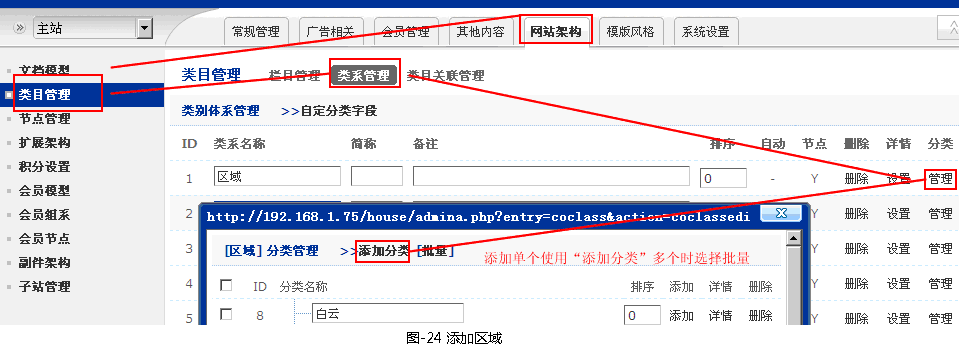 主站
常规管理 广告相关 会员管理 其他内容 网站架构 模版风格 系统设置
文档模型
类目管理
节点管理
扩展架构
积分设置
会员模型
会员组系
会员节点
副件架构
子站管理
类目管理 栏目管理 类系管理 类目关联管理
类别体系管理 >>自定分类字段
ID 类系名称 简称 备注 排序 自动 节点 删除 详情 分类
1 区域 0 - Y 删除 设置 管理
2 删除 设置 管理
3 Y 删除 设置 管理
4 Y 删除 设置 管理
5 Y 删除 设置 管理
http://192.168.1.75/house/admina.php?entry=coclass&action=coclassedi
[区域]分类管理 >>添加分类 [批量]
添加单个使用“添加分类”多个时选择批量
ID 分类名称 排序 添加 详情 删除
8 白云 0 添加 详情 删除
图-24 添加区域